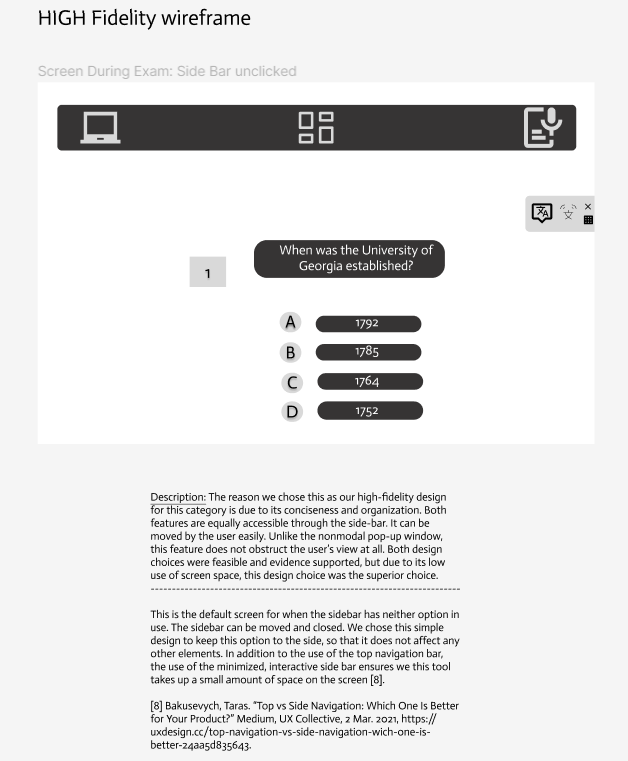 HIGH Fidelity wireframe
Screen During Exam: Side Bar unclicked
When was the University of
Georgia established?
1
A
1792
B
1785
C
1764
D
1752
Description: The reason we chose this as our high-fidelity design
for this category is due to its conciseness and organization. Both
features are equally accessible through the side-bar. It can be
moved by the user easily. Unlike the nonmodal pop-up window,
this feature does not obstruct the user's view at all. Both design
choices were feasible and evidence supported, but due to its low
use of screen space, this design choice was the superior choice.
This is the default screen for when the sidebar has neither option in
use. The sidebar can be moved and closed. We chose this simple
design to keep this option to the side, so that it does not affect any
other elements. In addition to the use of the top navigation bar,
the use of the minimized, interactive side bar ensures we this tool
takes up a small amount of space on the screen [8].
[8] Bakusevych, Taras. “Top vs Side Navigation: Which One Is Better
for Your Product?” Medium, UX Collective, 2 Mar. 2021, https://
uxdesign.cc/top-navigation-vs-side-navigation-wich-one-is-
better-24aa5d835643.